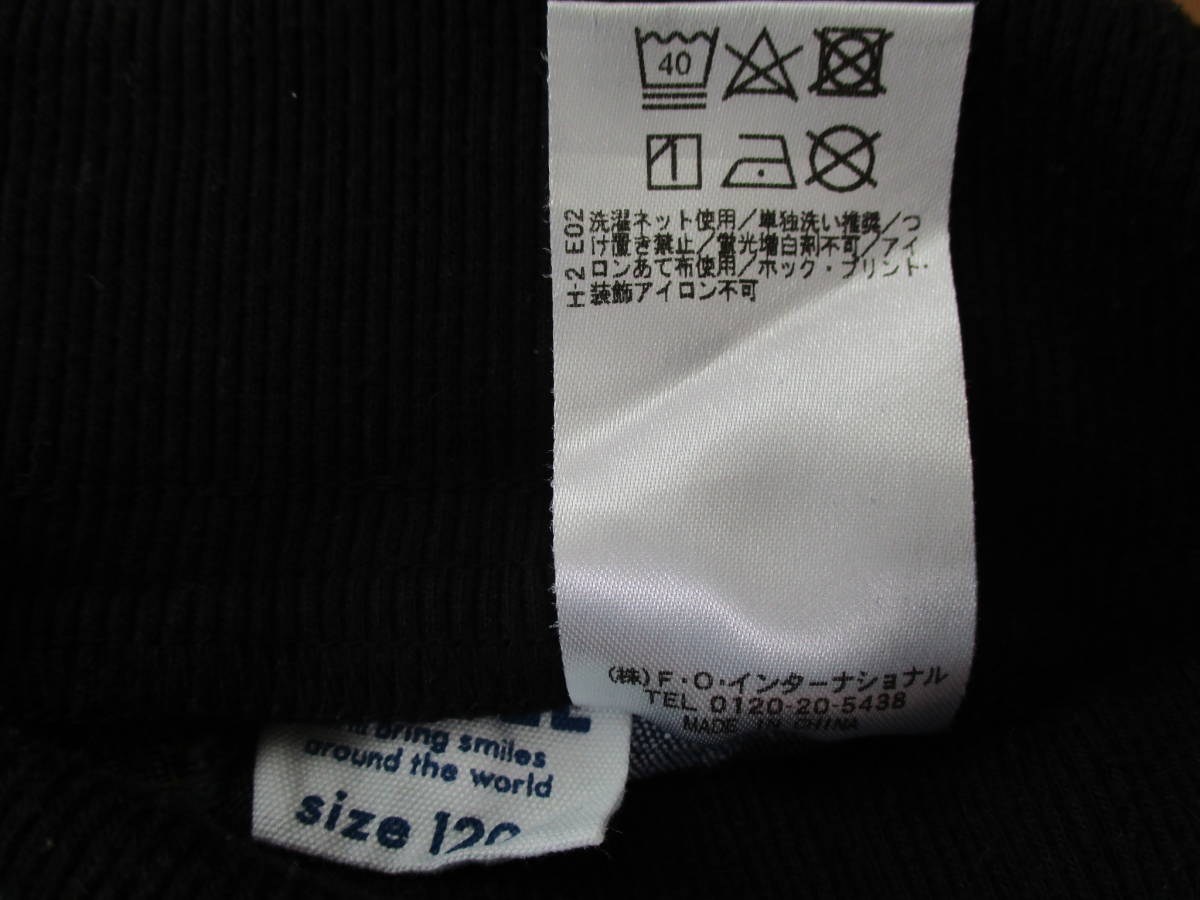 40
洗濯ネット使用/単独洗い推奨/つ
け置き禁止/蛍光増白剤不可/アイ
ロンあて布使用/ホック・プリント・
装飾アイロン不可
H-2 E02
(株)F・O・インターナショナル
TEL 0120-20-5438
MADE IN CHINA
bring smiles
around the world
size 120